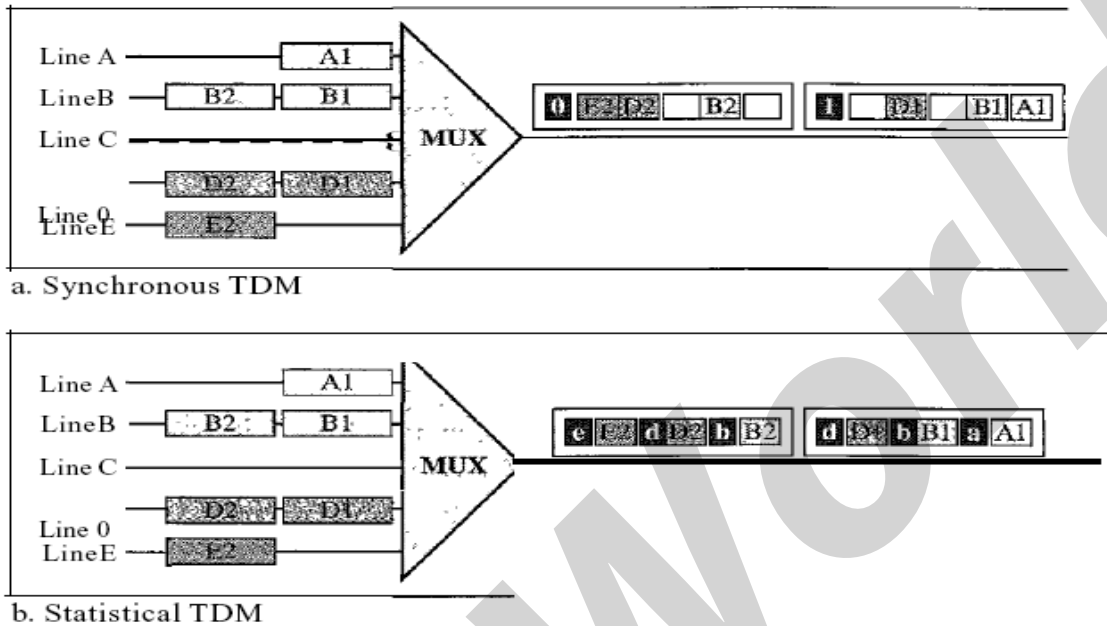 Line A A1
LineB B2 B1
Line C MUX
0 E2 D2 B2
1 D1 B1 A1
D2 D1
Line 0
LineE E2
a. Synchronous TDM
Line A A1
LineB B2 B1
Line C MUX
e E2 d D2 b B2
d D1 b B1 a A1
D2 D1
Line 0
LineE E2
b. Statistical TDM